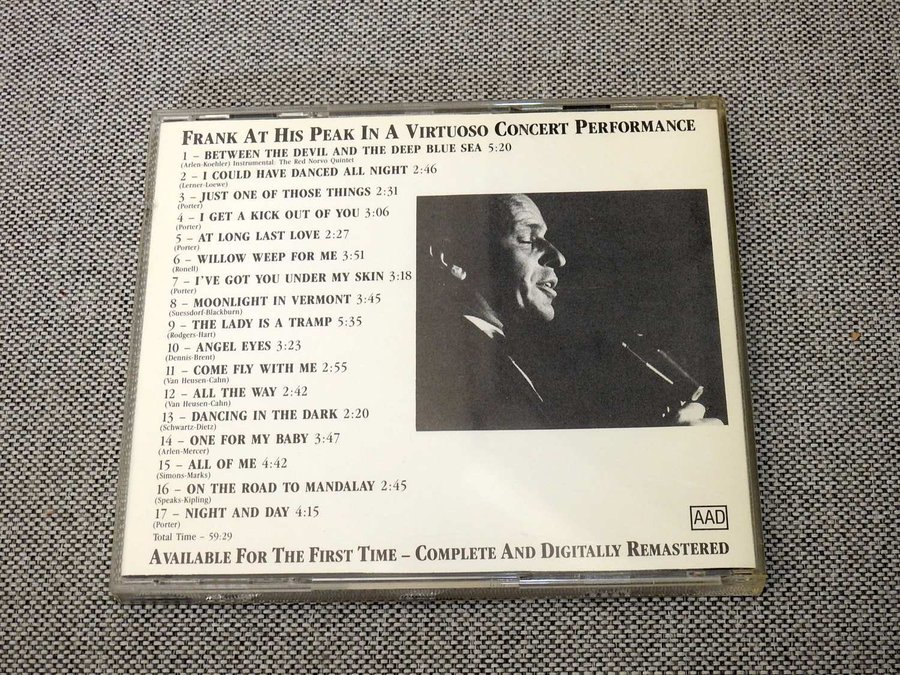 FRANK AT HIS PEAK IN A VIRTUOSO CONCERT PERFORMANCE
1 – BETWEEN THE DEVIL AND THE DEEP BLUE SEA 5:20
(Arlen-Koehler) Instrumental: The Red Norvo Quintet
2 – I COULD HAVE DANCED ALL NIGHT 2:46
(Lerner-Loewe)
3 – JUST ONE OF THOSE THINGS 2:31
(Porter)
4 – I GET A KICK OUT OF YOU 3:06
(Porter)
5 – AT LONG LAST LOVE 2:27
(Porter)
6 – WILLOW WEEP FOR ME 3:51
(Ronell)
7 – I'VE GOT YOU UNDER MY SKIN 3:18
(Porter)
8 – MOONLIGHT IN VERMONT 3:45
(Suessdorf-Blackburn)
9 – THE LADY IS A TRAMP 5:35
(Rodgers-Hart)
10 – ANGEL EYES 3:23
(Dennis-Brent)
11 – COME FLY WITH ME 2:55
(Van Heusen-Cahn)
12 – ALL THE WAY 2:42
(Van Heusen-Cahn)
13 – DANCING IN THE DARK 2:20
(Schwartz-Dietz)
14 – ONE FOR MY BABY 3:47
(Arlen-Mercer)
15 – ALL OF ME 4:42
(Simons-Marks)
16 – ON THE ROAD TO MANDALAY 2:45
(Speaks-Kipling)
17 – NIGHT AND DAY 4:15
(Porter)
Total Time – 59:29
AAD
AVAILABLE FOR THE FIRST TIME – COMPLETE AND DIGITALLY REMASTERED